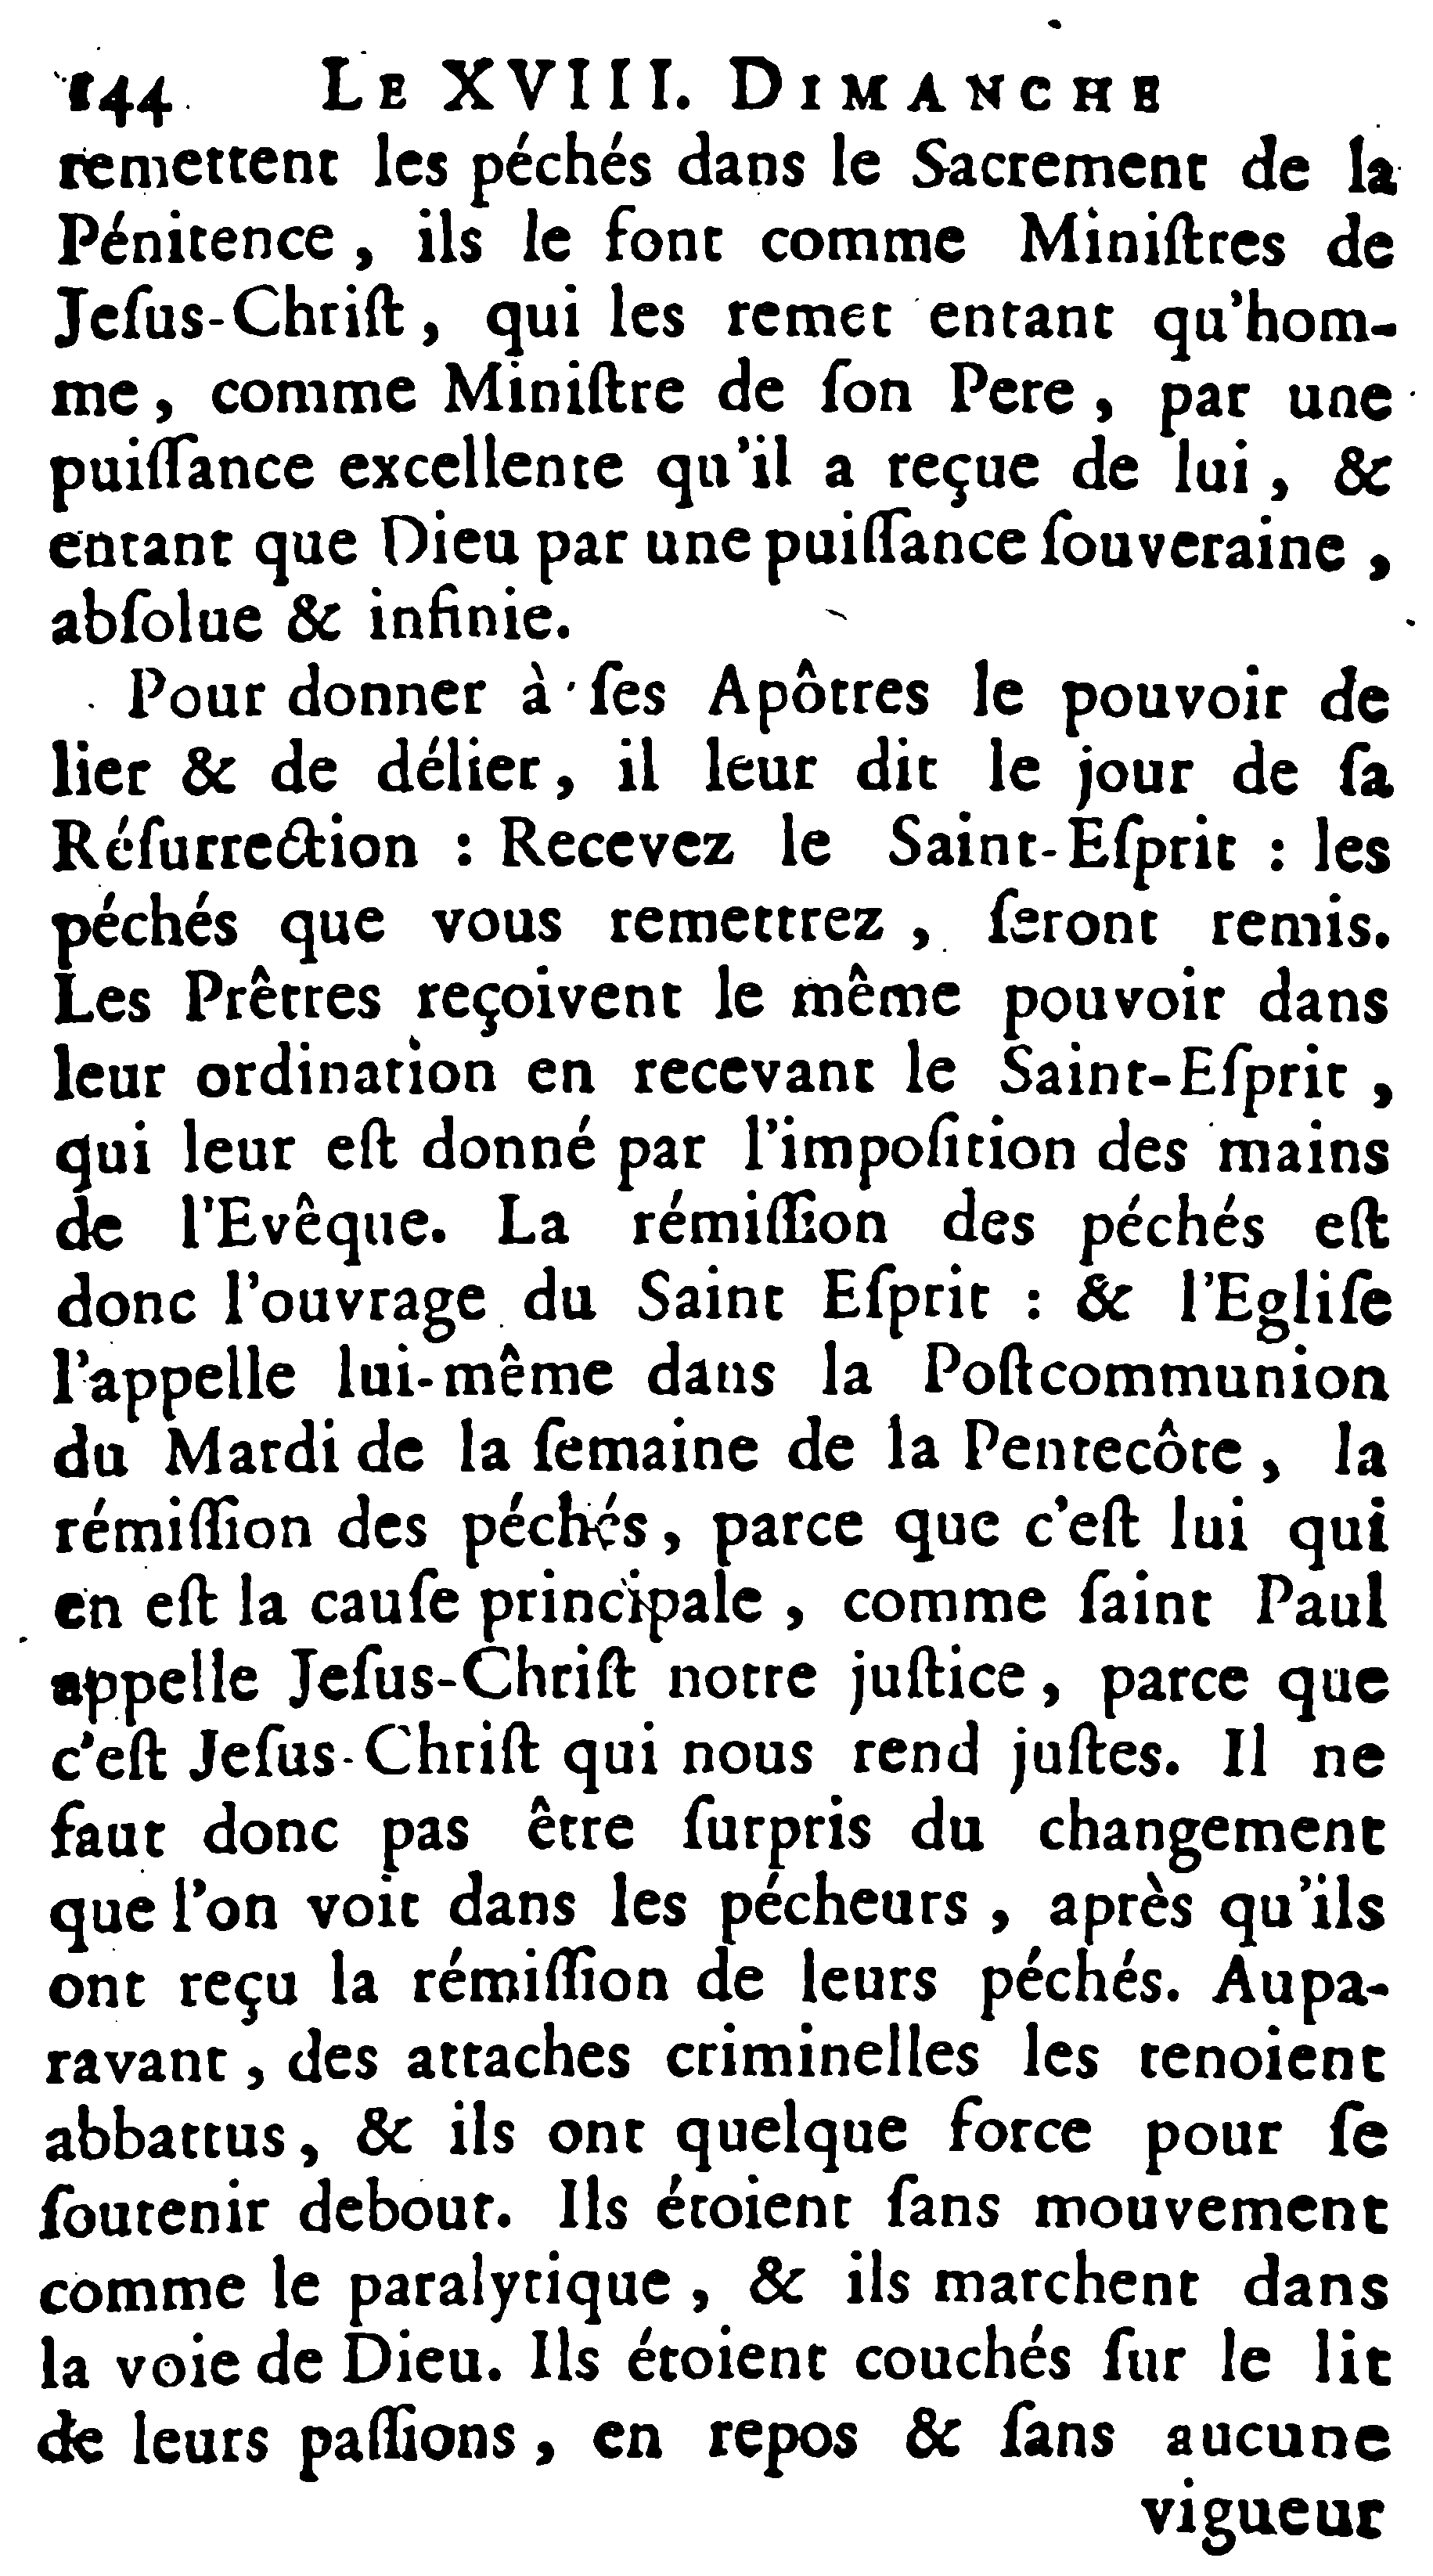 144 LE XVIII. DIMANCHE
remettent les péchés dans le Sacrement de la
Pénitence, ils le font comme Miniſtres de
Jeſus-Chriſt, qui les remet entant qu'hom-
me, comme Miniſtre de ſon Pere, par une
puiſſance excellente qu'il a reçue de lui, &
entant que Dieu par une puiſſance ſouveraine,
abſolue & infinie.
Pour donner à ſes Apôtres le pouvoir de
lier & de délier, il leur dit le jour de ſa
Réſurrection : Recevez le Saint-Eſprit : les
péchés que vous remettrez, ſeront remis.
Les Prêtres reçoivent le même pouvoir dans
leur ordination en recevant le Saint-Eſprit,
qui leur eſt donné par l'impoſition des mains
de l'Evêque. La rémiſſion des péchés eſt
donc l'ouvrage du Saint Eſprit : & l'Egliſe
l'appelle lui-même dans la Poſtcommunion
du Mardi de la ſemaine de la Pentecôte, la
rémiſſion des péchés, parce que c'eſt lui qui
en eſt la cauſe principale, comme ſaint Paul
appelle Jeſus-Chriſt notre juſtice, parce que
c'eſt Jeſus-Chriſt qui nous rend juſtes. Il ne
faut donc pas être ſurpris du changement
que l'on voit dans les pécheurs, après qu'ils
ont reçu la rémiſſion de leurs péchés. Aupa-
ravant, des attaches criminelles les tenoient
abbattus, & ils ont quelque force pour ſe
ſoutenir debout. Ils étoient ſans mouvement
comme le paralytique, & ils marchent dans
la voie de Dieu. Ils étoient couchés ſur le lit
de leurs paſſions, en repos & ſans aucune
vigueur